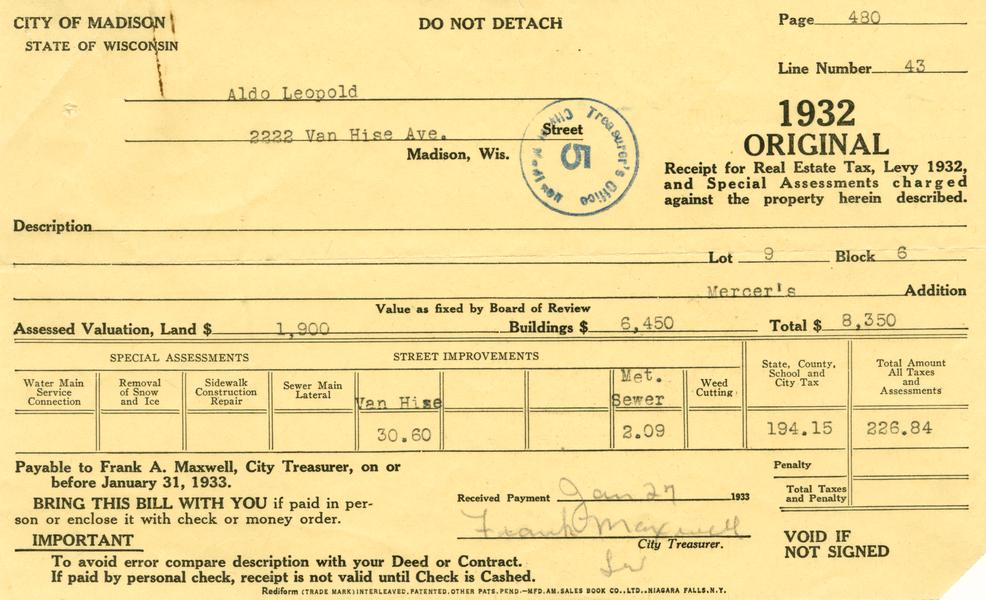 CITY OF MADISON
STATE OF WISCONSIN
DO NOT DETACH
Page 480
Line Number 43
Aldo Leopold
2222 Van Hise Ave. Street
Madison, Wis.
Treasurer's Office
5
1932
ORIGINAL
Receipt for Real Estate Tax, Levy 1932,
and Special Assessments charged
against the property herein described.
Description
Lot 9 Block 6
Mercer's Addition
Value as fixed by Board of Review
Assessed Valuation, Land $ 1,900 Buildings $ 6,450 Total $ 8,350
SPECIAL ASSESSMENTS STREET IMPROVEMENTS
Water Main Service Connection
Removal of Snow and Ice
Sidewalk Construction Repair
Sewer Main Lateral
Van Hise
Met. Sewer
Weed Cutting
State, County, School and City Tax
Total Amount All Taxes and Assessments
30.60 2.09 194.15 226.84
Payable to Frank A. Maxwell, City Treasurer, on or
before January 31, 1933.
BRING THIS BILL WITH YOU if paid in per-
son or enclose it with check or money order.
IMPORTANT
To avoid error compare description with your Deed or Contract.
If paid by personal check, receipt is not valid until Check is Cashed.
Received Payment Jan 27 1933
Frank Maxwell
City Treasurer.
Penalty
Total Taxes and Penalty
VOID IF
NOT SIGNED
Rediform (TRADE MARK) INTERLEAVED. PATENTED. OTHER PATS. PEND.—MFD. AM. SALES BOOK CO., LTD., NIAGARA FALLS, N.Y.